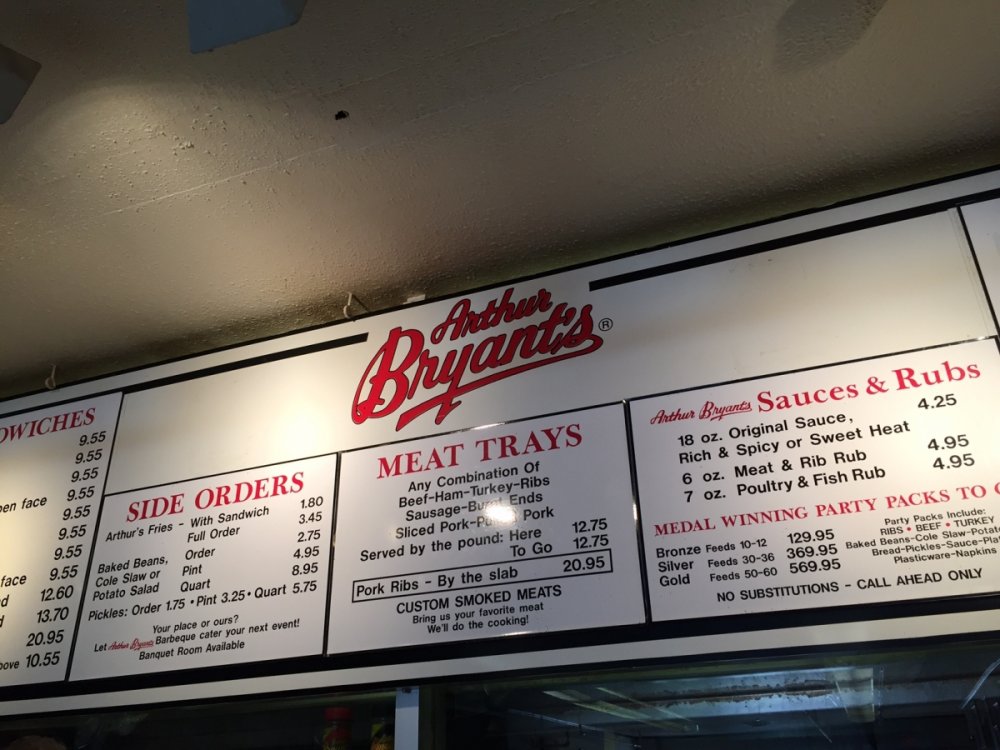 Arthur
Bryant's®
DWICHES
9.55
9.55
9.55
en face 9.55
9.55
9.55
9.55
face 9.55
d 12.60
13.70
20.95
bove 10.55
SIDE ORDERS
Arthur's Fries - With Sandwich 1.80
Full Order 3.45
Baked Beans, Order 2.75
Cole Slaw or Pint 4.95
Potato Salad Quart 8.95
Pickles: Order 1.75 • Pint 3.25 • Quart 5.75
Your place or ours?
Let Arthur Bryant's Barbeque cater your next event!
Banquet Room Available
MEAT TRAYS
Any Combination Of
Beef-Ham-Turkey-Ribs
Sausage-Burnt Ends
Sliced Pork-Pulled Pork
Served by the pound: Here 12.75
To Go 12.75
Pork Ribs - By the slab 20.95
CUSTOM SMOKED MEATS
Bring us your favorite meat
We'll do the cooking!
Arthur Bryant's Sauces & Rubs
18 oz. Original Sauce, 4.25
Rich & Spicy or Sweet Heat
6 oz. Meat & Rib Rub 4.95
7 oz. Poultry & Fish Rub 4.95
MEDAL WINNING PARTY PACKS TO
Bronze Feeds 10-12 129.95
Silver Feeds 30-36 369.95
Gold Feeds 50-60 569.95
Party Packs Include:
RIBS • BEEF • TURKEY
Baked Beans-Cole Slaw-Potat
Bread-Pickles-Sauce-Plat
Plasticware-Napkins
NO SUBSTITUTIONS - CALL AHEAD ONLY